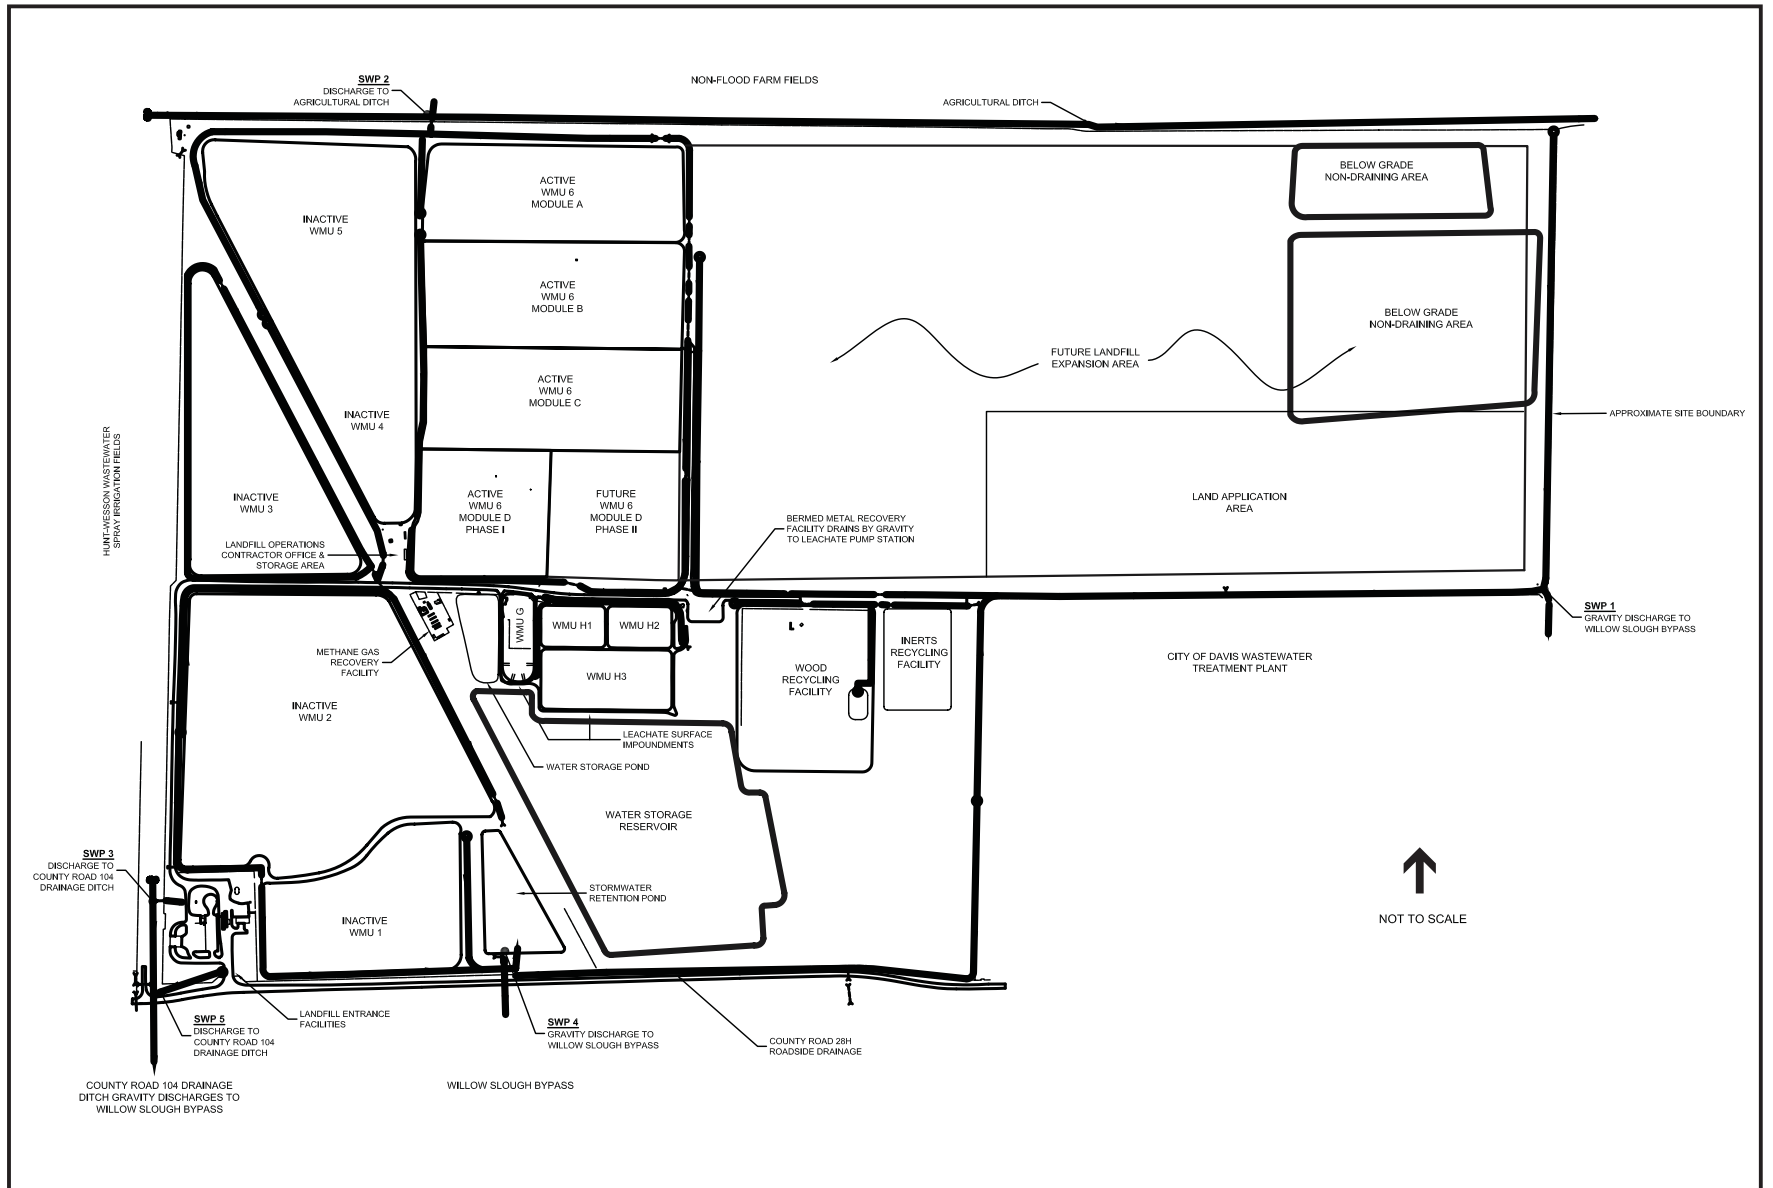 NON-FLOOD FARM FIELDS
SWP 2
DISCHARGE TO
AGRICULTURAL DITCH
AGRICULTURAL DITCH
BELOW GRADE
NON-DRAINING AREA
ACTIVE
WMU 6
MODULE A
INACTIVE
WMU 5
ACTIVE
WMU 6
MODULE B
BELOW GRADE
NON-DRAINING AREA
FUTURE LANDFILL
EXPANSION AREA
ACTIVE
WMU 6
MODULE C
INACTIVE
WMU 4
APPROXIMATE SITE BOUNDARY
HUNT-WESSON WASTEWATER
SPRAY IRRIGATION FIELDS
INACTIVE
WMU 3
ACTIVE
WMU 6
MODULE D
PHASE I
FUTURE
WMU 6
MODULE D
PHASE II
LAND APPLICATION
AREA
BERMED METAL RECOVERY
FACILITY DRAINS BY GRAVITY
TO LEACHATE PUMP STATION
LANDFILL OPERATIONS
CONTRACTOR OFFICE &
STORAGE AREA
SWP 1
GRAVITY DISCHARGE TO
WILLOW SLOUGH BYPASS
WMU G
WMU H1
WMU H2
WMU H3
INERTS
RECYCLING
FACILITY
METHANE GAS
RECOVERY
FACILITY
WOOD
RECYCLING
FACILITY
CITY OF DAVIS WASTEWATER
TREATMENT PLANT
INACTIVE
WMU 2
LEACHATE SURFACE
IMPOUNDMENTS
WATER STORAGE POND
WATER STORAGE
RESERVOIR
SWP 3
DISCHARGE TO
COUNTY ROAD 104
DRAINAGE DITCH
STORMWATER
RETENTION POND
INACTIVE
WMU 1
NOT TO SCALE
LANDFILL ENTRANCE
FACILITIES
SWP 5
DISCHARGE TO
COUNTY ROAD 104
DRAINAGE DITCH
SWP 4
GRAVITY DISCHARGE TO
WILLOW SLOUGH BYPASS
COUNTY ROAD 28H
ROADSIDE DRAINAGE
COUNTY ROAD 104 DRAINAGE
DITCH GRAVITY DISCHARGES TO
WILLOW SLOUGH BYPASS
WILLOW SLOUGH BYPASS